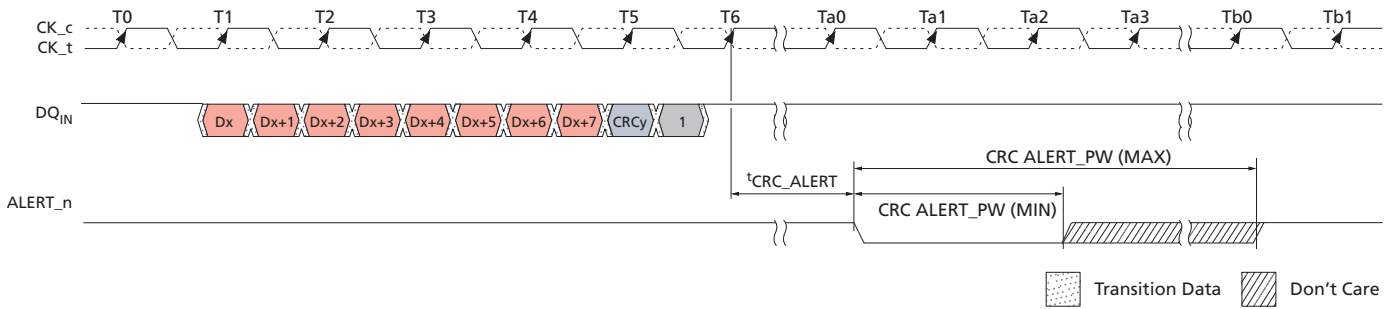 T0 T1 T2 T3 T4 T5 T6 Ta0 Ta1 Ta2 Ta3 Tb0 Tb1
CK_c
CK_t
DQIN
Dx Dx+1 Dx+2 Dx+3 Dx+4 Dx+5 Dx+6 Dx+7 CRCy 1
CRC ALERT_PW (MAX)
tCRC_ALERT
ALERT_n
CRC ALERT_PW (MIN)
Transition Data Don't Care